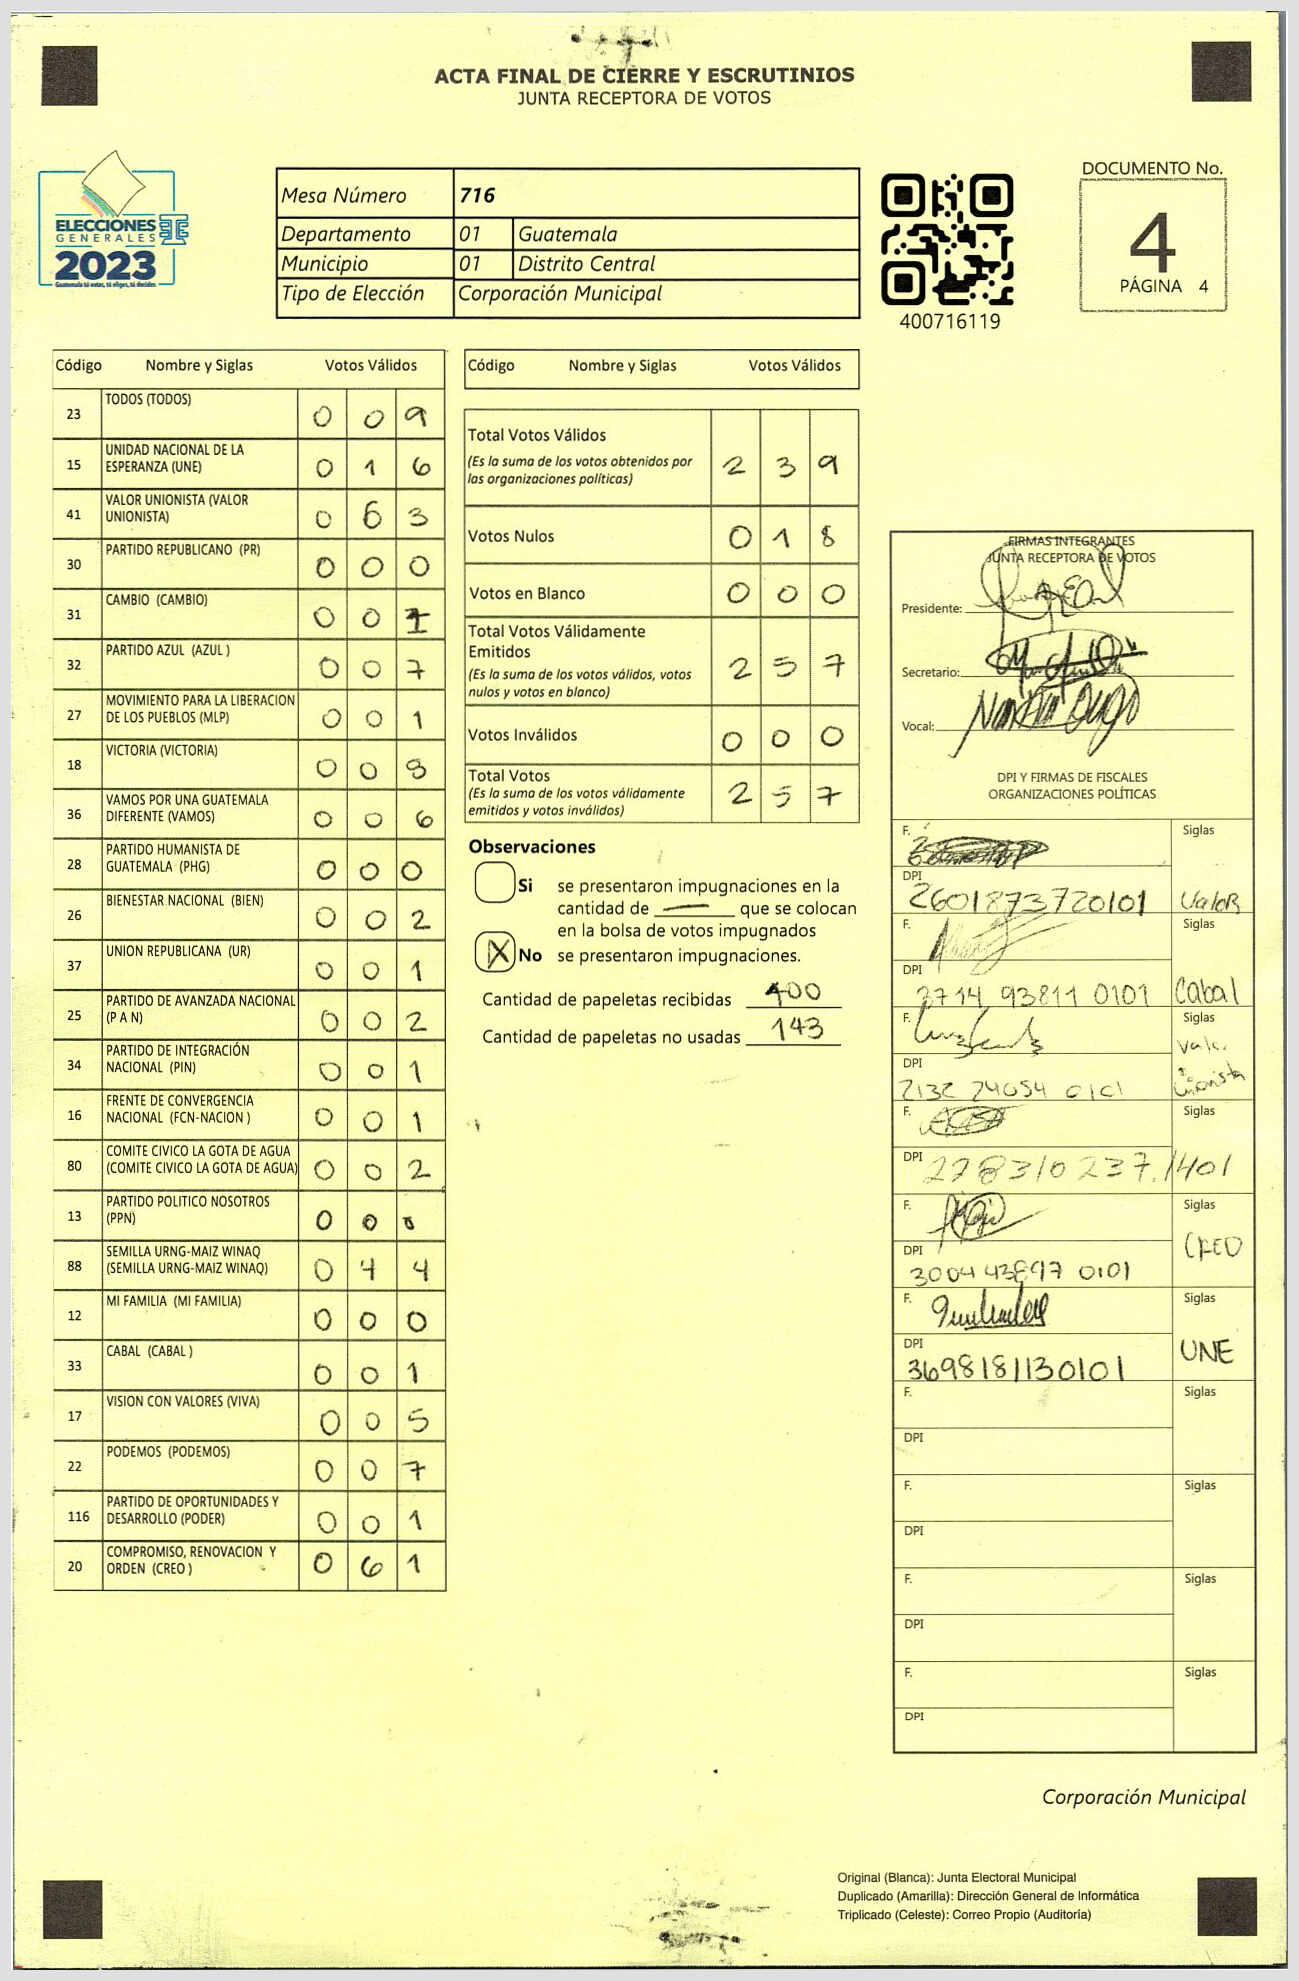 ACTA FINAL DE CIERRE Y ESCRUTINIOS
JUNTA RECEPTORA DE VOTOS
ELECCIONES
GENERALES
2023
Guatemala tú votas, tú eliges, tú decides
Mesa Número 716
Departamento 01 Guatemala
Municipio 01 Distrito Central
Tipo de Elección Corporación Municipal
400716119
DOCUMENTO No.
4
PÁGINA 4
Código Nombre y Siglas Votos Válidos
23 TODOS (TODOS) 0 0 9
15 UNIDAD NACIONAL DE LA
ESPERANZA (UNE) 0 1 6
41 VALOR UNIONISTA (VALOR
UNIONISTA) 0 6 3
30 PARTIDO REPUBLICANO (PR) 0 0 0
31 CAMBIO (CAMBIO) 0 0 1
32 PARTIDO AZUL (AZUL ) 0 0 7
27 MOVIMIENTO PARA LA LIBERACION
DE LOS PUEBLOS (MLP) 0 0 1
18 VICTORIA (VICTORIA) 0 0 8
36 VAMOS POR UNA GUATEMALA
DIFERENTE (VAMOS) 0 0 6
28 PARTIDO HUMANISTA DE
GUATEMALA (PHG) 0 0 0
26 BIENESTAR NACIONAL (BIEN) 0 0 2
37 UNION REPUBLICANA (UR) 0 0 1
25 PARTIDO DE AVANZADA NACIONAL
(P A N) 0 0 2
34 PARTIDO DE INTEGRACIÓN
NACIONAL (PIN) 0 0 1
16 FRENTE DE CONVERGENCIA
NACIONAL (FCN-NACION ) 0 0 1
80 COMITE CIVICO LA GOTA DE AGUA
(COMITE CIVICO LA GOTA DE AGUA) 0 0 2
13 PARTIDO POLITICO NOSOTROS
(PPN) 0 0 0
88 SEMILLA URNG-MAIZ WINAQ
(SEMILLA URNG-MAIZ WINAQ) 0 4 4
12 MI FAMILIA (MI FAMILIA) 0 0 0
33 CABAL (CABAL ) 0 0 1
17 VISION CON VALORES (VIVA) 0 0 5
22 PODEMOS (PODEMOS) 0 0 7
116 PARTIDO DE OPORTUNIDADES Y
DESARROLLO (PODER) 0 0 1
20 COMPROMISO, RENOVACION Y
ORDEN (CREO ) 0 6 1
Código Nombre y Siglas Votos Válidos
Total Votos Válidos
(Es la suma de los votos obtenidos por
las organizaciones políticas) 2 3 9
Votos Nulos 0 1 8
Votos en Blanco 0 0 0
Total Votos Válidamente
Emitidos
(Es la suma de los votos válidos, votos
nulos y votos en blanco) 2 5 7
Votos Inválidos 0 0 0
Total Votos
(Es la suma de los votos válidamente
emitidos y votos inválidos) 2 5 7
Observaciones
Si se presentaron impugnaciones en la
cantidad de — que se colocan
en la bolsa de votos impugnados
X No se presentaron impugnaciones.
Cantidad de papeletas recibidas 400
Cantidad de papeletas no usadas 143
FIRMAS INTEGRANTES
JUNTA RECEPTORA DE VOTOS
Presidente:
Secretario:
Vocal:
DPI Y FIRMAS DE FISCALES
ORGANIZACIONES POLÍTICAS
F. Siglas
DPI 2601873720101 Valor
F. Siglas
DPI 3714 93811 0101 Cabal
F. Siglas
DPI 2132 24054 0101
F. Siglas
DPI 228310 237.1401
F. Siglas
DPI 3004 43897 0101 CREO
F. Siglas
DPI 3698181130101 UNE
F. Siglas
DPI
F. Siglas
DPI
F. Siglas
DPI
F. Siglas
DPI
Corporación Municipal
Original (Blanca): Junta Electoral Municipal
Duplicado (Amarilla): Dirección General de Informática
Triplicado (Celeste): Correo Propio (Auditoría)